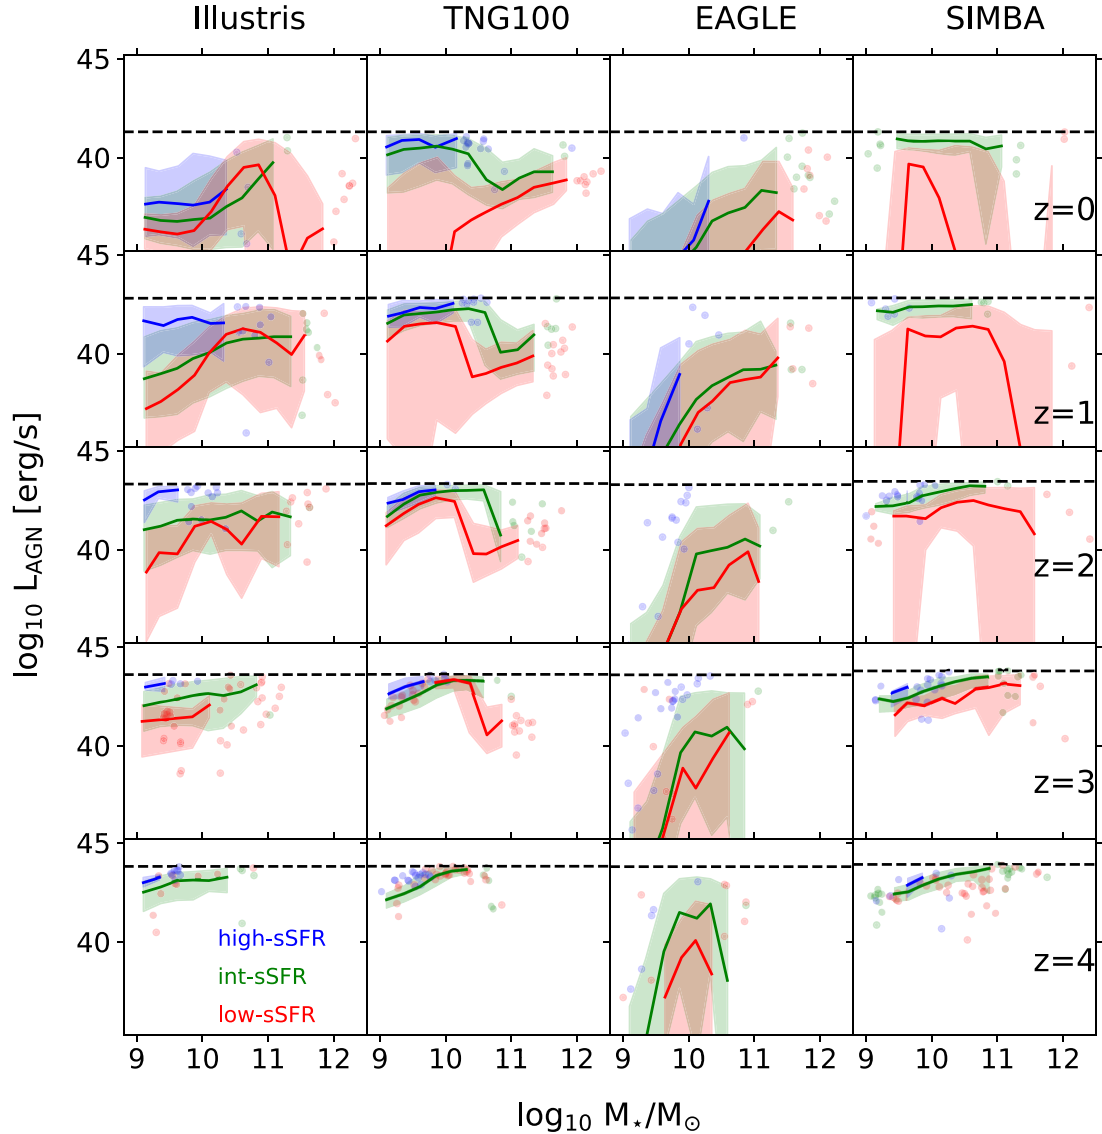 Illustris TNG100 EAGLE SIMBA
45
40
z=0
45
40
z=1
45
40
z=2
45
40
z=3
45
40
z=4
high-sSFR
int-sSFR
low-sSFR
9 10 11 12 9 10 11 12 9 10 11 12 9 10 11 12
log₁₀ M⋆/M⊙
log₁₀ L_AGN [erg/s]